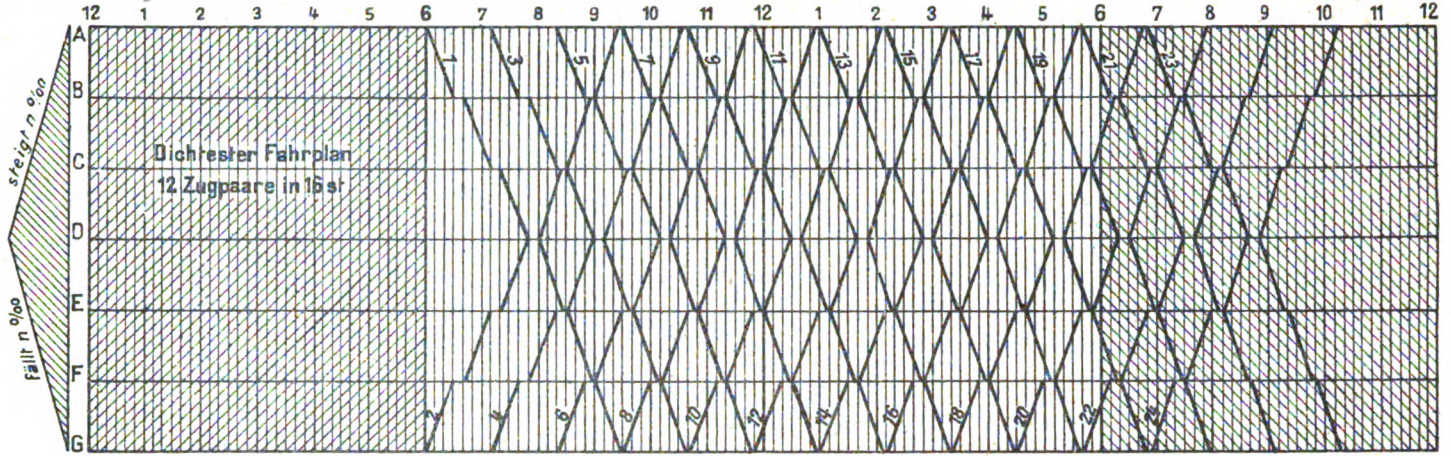 12 1 2 3 4 5 6 7 8 9 10 11 12 1 2 3 4 5 6 7 8 9 10 11 12
A
B
C
D
E
F
G
steigt n %00
fällt n %00
Dichtester Fahrplan
12 Zugpaare in 16 st.
1 3 5 7 9 11 13 15 17 19 21 23
2 4 6 8 10 12 14 16 18 20 22 24